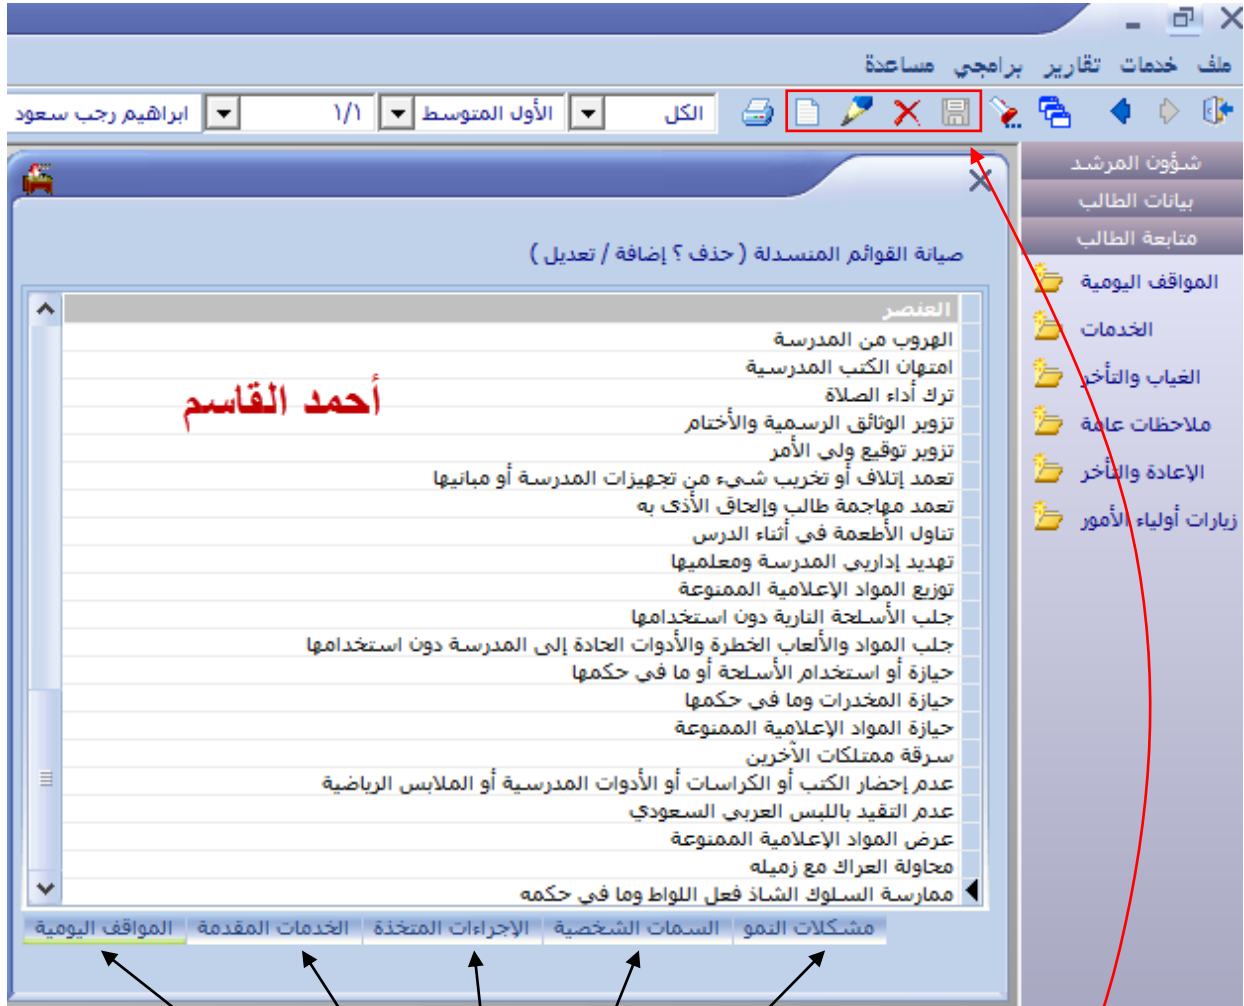 ملف خدمات تقارير برامجي مساعدة
الكل الأول المتوسط ١/١ ابراهيم رجب سعود
شؤون المرشد
بيانات الطالب
متابعة الطالب
المواقف اليومية
الخدمات
الغياب والتأخر
ملاحظات عامة
الإعادة والتأخر
زيارات أولياء الأمور
صيانة القوائم المنسدلة ( حذف ؟ إضافة / تعديل )
العنصر
الهروب من المدرسة
امتهان الكتب المدرسية
ترك أداء الصلاة
تزوير الوثائق الرسمية والأختام
تزوير توقيع ولي الأمر
تعمد إتلاف أو تخريب شيء من تجهيزات المدرسة أو مبانيها
تعمد مهاجمة طالب وإلحاق الأذى به
تناول الأطعمة في أثناء الدرس
تهديد إداريي المدرسة ومعلميها
توزيع المواد الإعلامية الممنوعة
جلب الأسلحة النارية دون استخدامها
جلب المواد والألعاب الخطرة والأدوات الحادة إلى المدرسة دون استخدامها
حيازة أو استخدام الأسلحة أو ما في حكمها
حيازة المخدرات وما في حكمها
حيازة المواد الإعلامية الممنوعة
سرقة ممتلكات الآخرين
عدم إحضار الكتب أو الكراسات أو الأدوات المدرسية أو الملابس الرياضية
عدم التقيد باللبس العربي السعودي
عرض المواد الإعلامية الممنوعة
محاولة العراك مع زميله
ممارسة السلوك الشاذ فعل اللواط وما في حكمه
أحمد القاسم
مشكلات النمو السمات الشخصية الإجراءات المتخذة الخدمات المقدمة المواقف اليومية